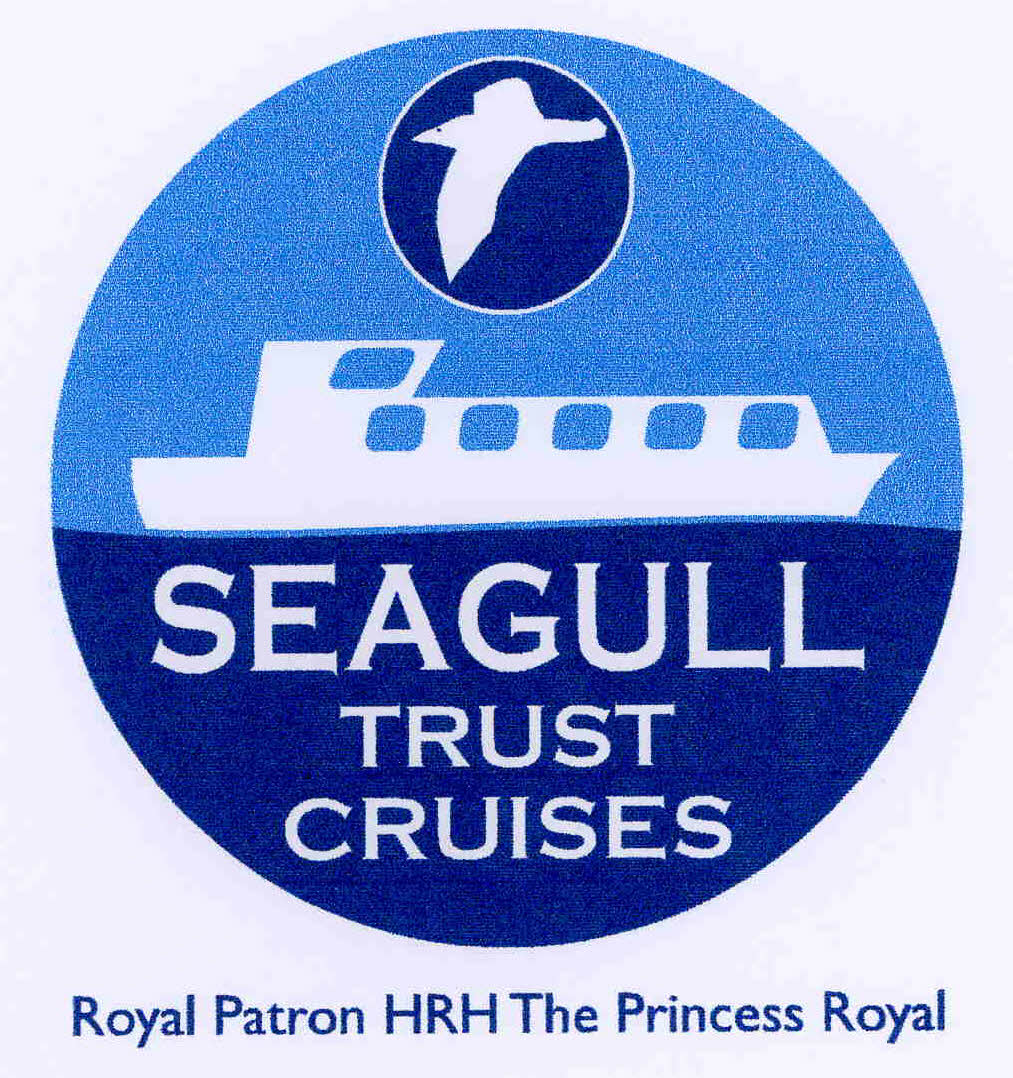 SEAGULL
TRUST
CRUISES
Royal Patron HRH The Princess Royal